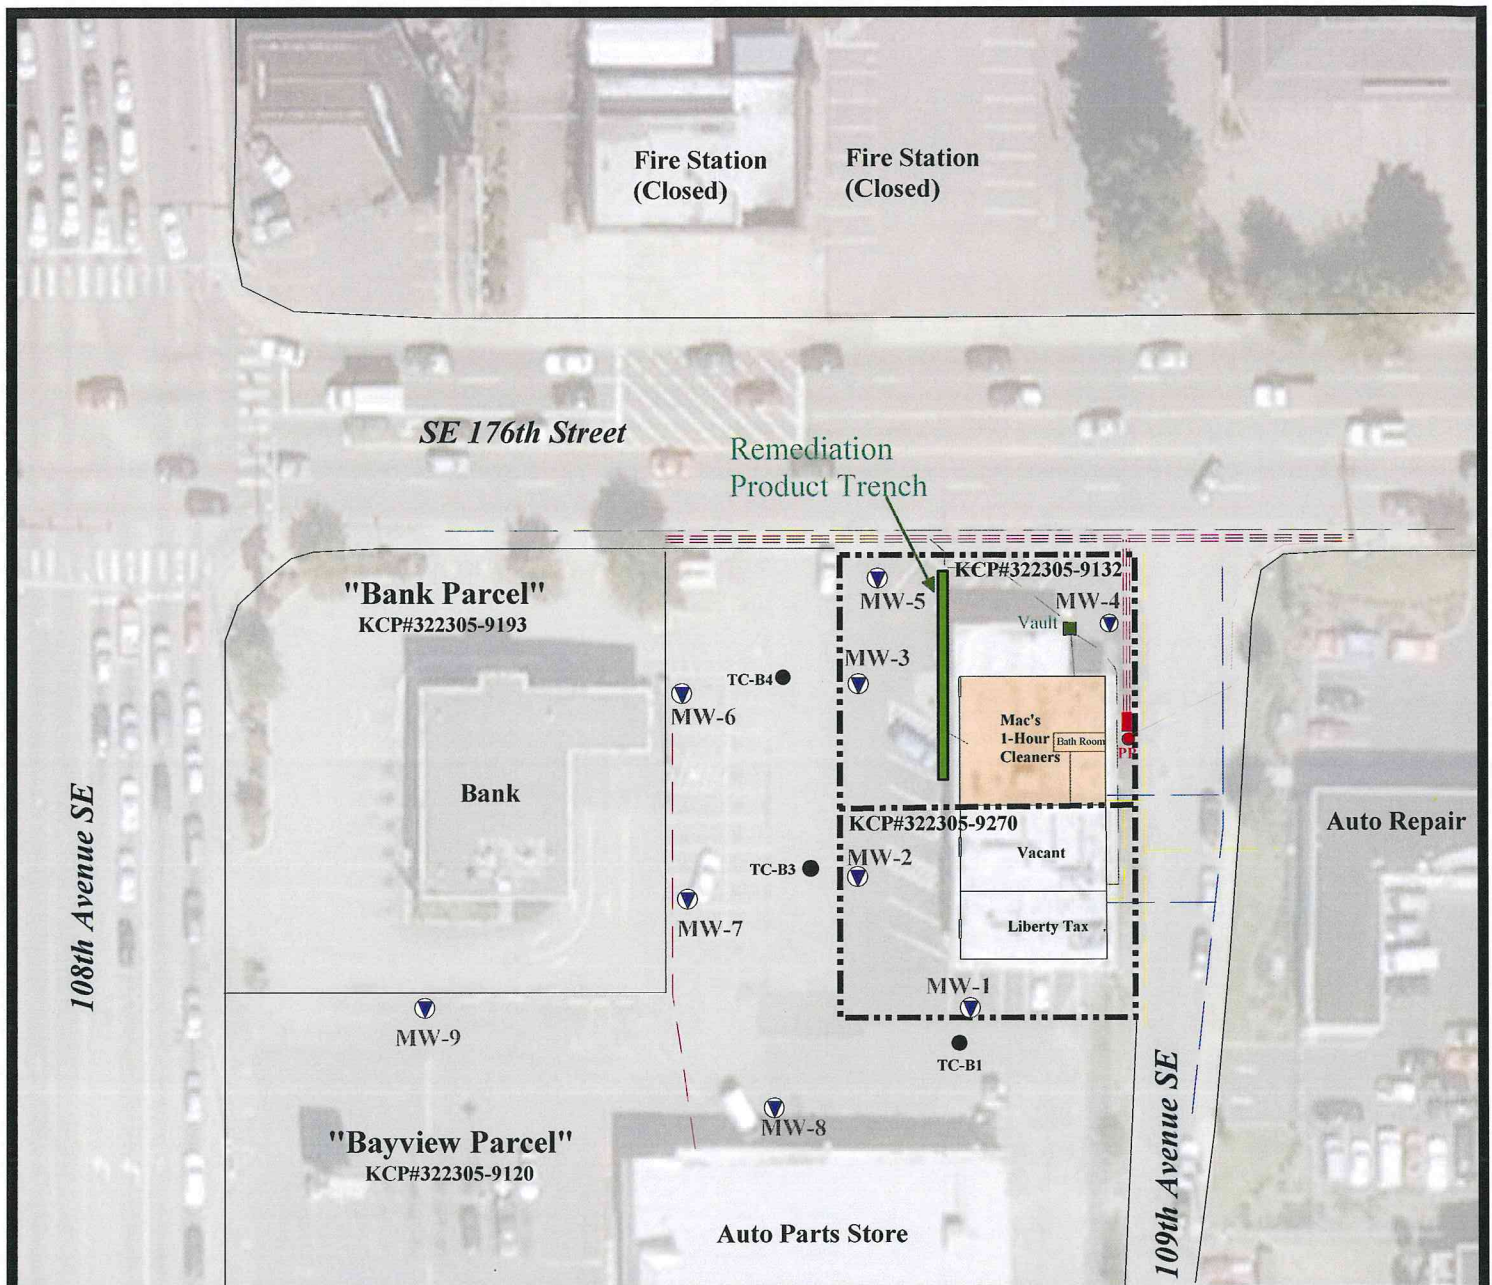 Fire Station
(Closed)
Fire Station
(Closed)
SE 176th Street
Remediation
Product Trench
"Bank Parcel"
KCP#322305-9193
KCP#322305-9132
MW-5
MW-4
Vault
MW-3
TC-B4
MW-6
Mac's
1-Hour
Cleaners
Bath Room
PP
Bank
108th Avenue SE
KCP#322305-9270
Auto Repair
MW-2
Vacant
TC-B3
MW-7
Liberty Tax
MW-1
MW-9
TC-B1
109th Avenue SE
MW-8
"Bayview Parcel"
KCP#322305-9120
Auto Parts Store